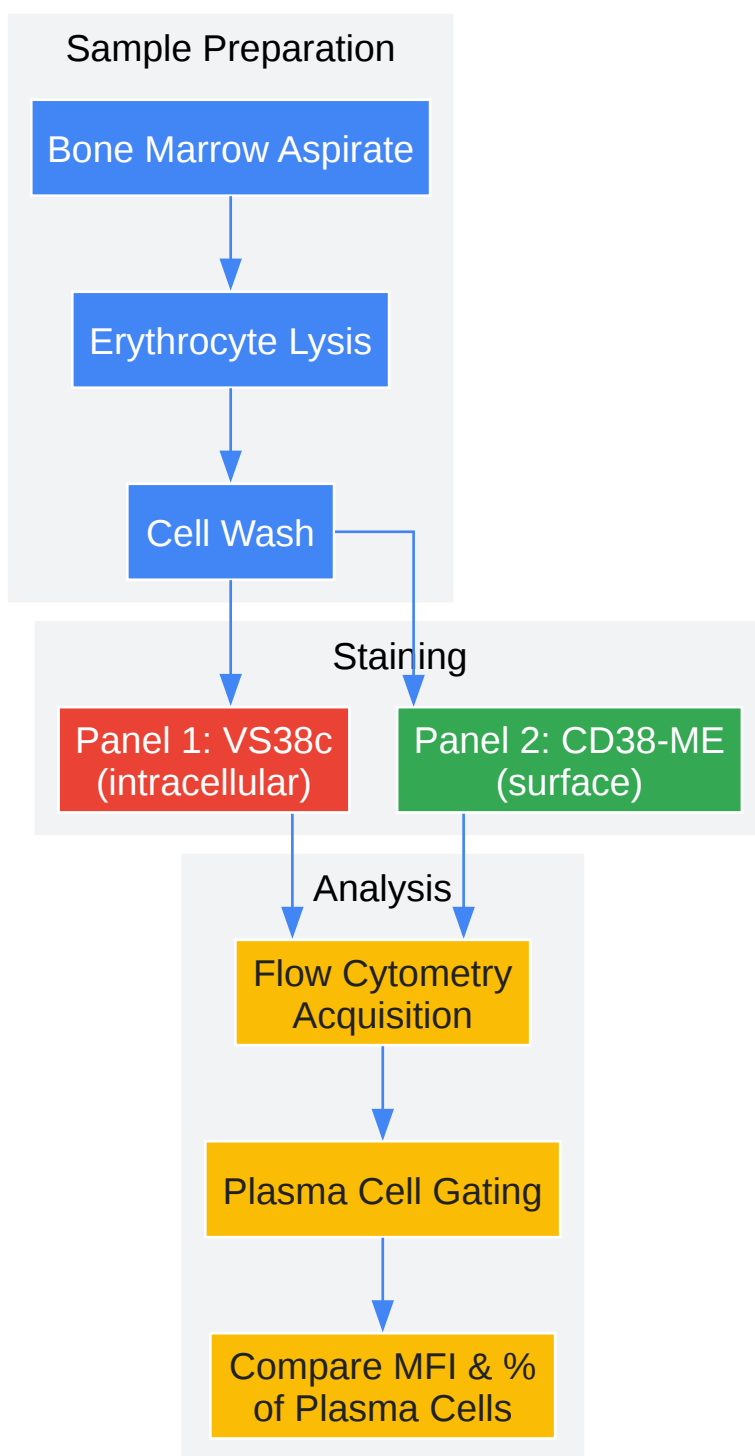 Sample Preparation
Bone Marrow Aspirate
Erythrocyte Lysis
Cell Wash
Staining
Panel 1: VS38c
(intracellular)
Panel 2: CD38-ME
(surface)
Analysis
Flow Cytometry
Acquisition
Plasma Cell Gating
Compare MFI & %
of Plasma Cells